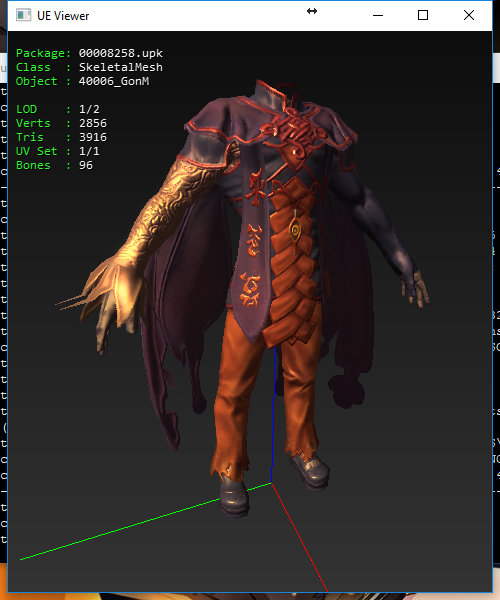 UE Viewer
Package: 00008258.upk
Class : SkeletalMesh
Object : 40006_GonM
LOD : 1/2
Verts : 2856
Tris : 3916
UV Set : 1/1
Bones : 96